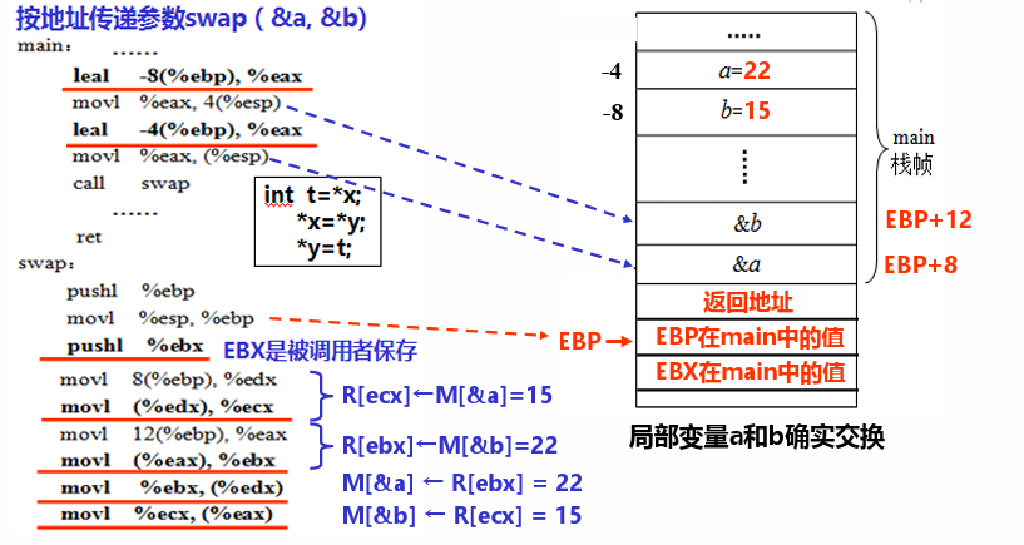 按地址传递参数swap ( &a, &b)
main:
......
leal -8(%ebp), %eax
movl %eax, 4(%esp)
leal -4(%ebp), %eax
movl %eax, (%esp)
call swap
......
ret
swap:
pushl %ebp
movl %esp, %ebp
pushl %ebx
EBX是被调用者保存
movl 8(%ebp), %edx
movl (%edx), %ecx
R[ecx]←M[&a]=15
movl 12(%ebp), %eax
movl (%eax), %ebx
R[ebx]←M[&b]=22
movl %ebx, (%edx)
M[&a] ← R[ebx] = 22
movl %ecx, (%eax)
M[&b] ← R[ecx] = 15
int t=*x;
*x=*y;
*y=t;
.....
-4 a=22
-8 b=15
main
栈帧
&b EBP+12
&a EBP+8
返回地址
EBP→ EBP在main中的值
EBX在main中的值
局部变量a和b确实交换